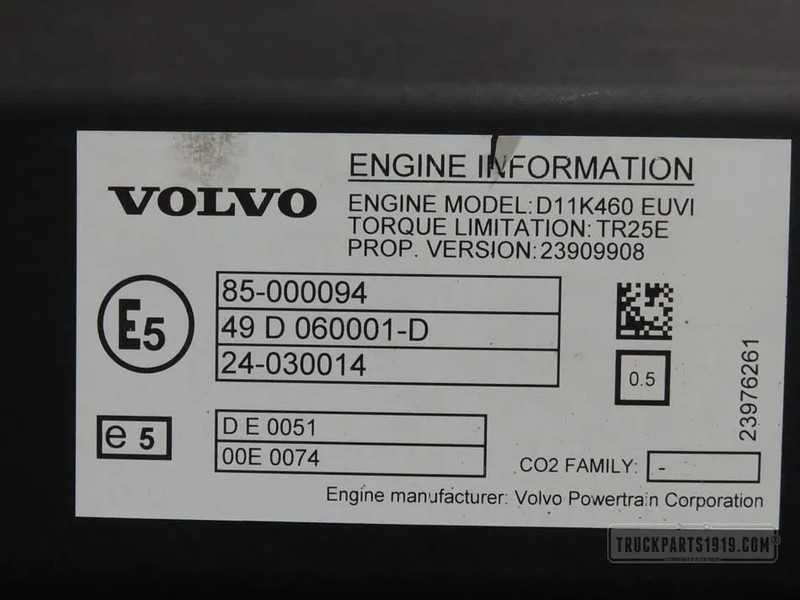 VOLVO
ENGINE INFORMATION
ENGINE MODEL:D11K460 EUVI
TORQUE LIMITATION: TR25E
PROP. VERSION:23909908
E5
85-000094
49 D 060001-D
24-030014
0.5
23976261
e 5
D E 0051
00E 0074
CO2 FAMILY: -
Engine manufacturer: Volvo Powertrain Corporation
TRUCKPARTS1919.COM